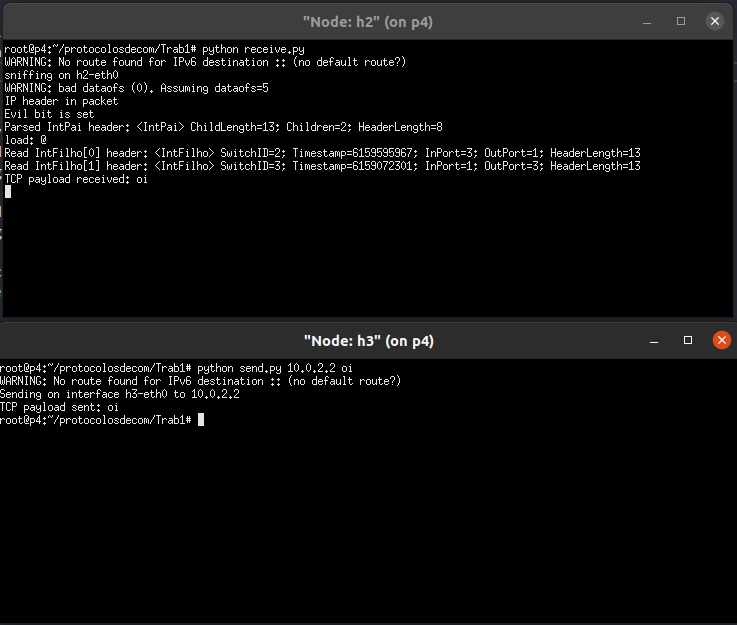 "Node: h2" (on p4)
root@p4:~/protocolosdecom/Trab1# python receive.py
WARNING: No route found for IPv6 destination :: (no default route?)
sniffing on h2-eth0
WARNING: bad dataofs (0). Assuming dataofs=5
IP header in packet
Evil bit is set
Parsed IntPai header: <IntPai> ChildLength=13; Children=2; HeaderLength=8
load: @
Read IntFilho[0] header: <IntFilho> SwitchID=2; Timestamp=6159595967; InPort=3; OutPort=1; HeaderLength=13
Read IntFilho[1] header: <IntFilho> SwitchID=3; Timestamp=6159072301; InPort=1; OutPort=3; HeaderLength=13
TCP payload received: oi
"Node: h3" (on p4)
root@p4:~/protocolosdecom/Trab1# python send.py 10.0.2.2 oi
WARNING: No route found for IPv6 destination :: (no default route?)
Sending on interface h3-eth0 to 10.0.2.2
TCP payload sent: oi
root@p4:~/protocolosdecom/Trab1#